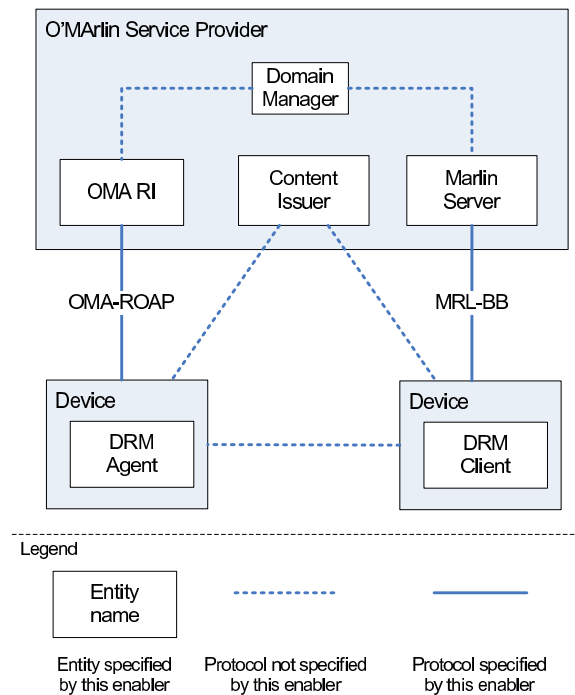 O'MArlin Service Provider
Domain
Manager
OMA RI
Content
Issuer
Marlin
Server
OMA-ROAP
MRL-BB
Device
DRM
Agent
Device
DRM
Client
Legend
Entity
name
Entity specified
by this enabler
Protocol not specified
by this enabler
Protocol specified
by this enabler